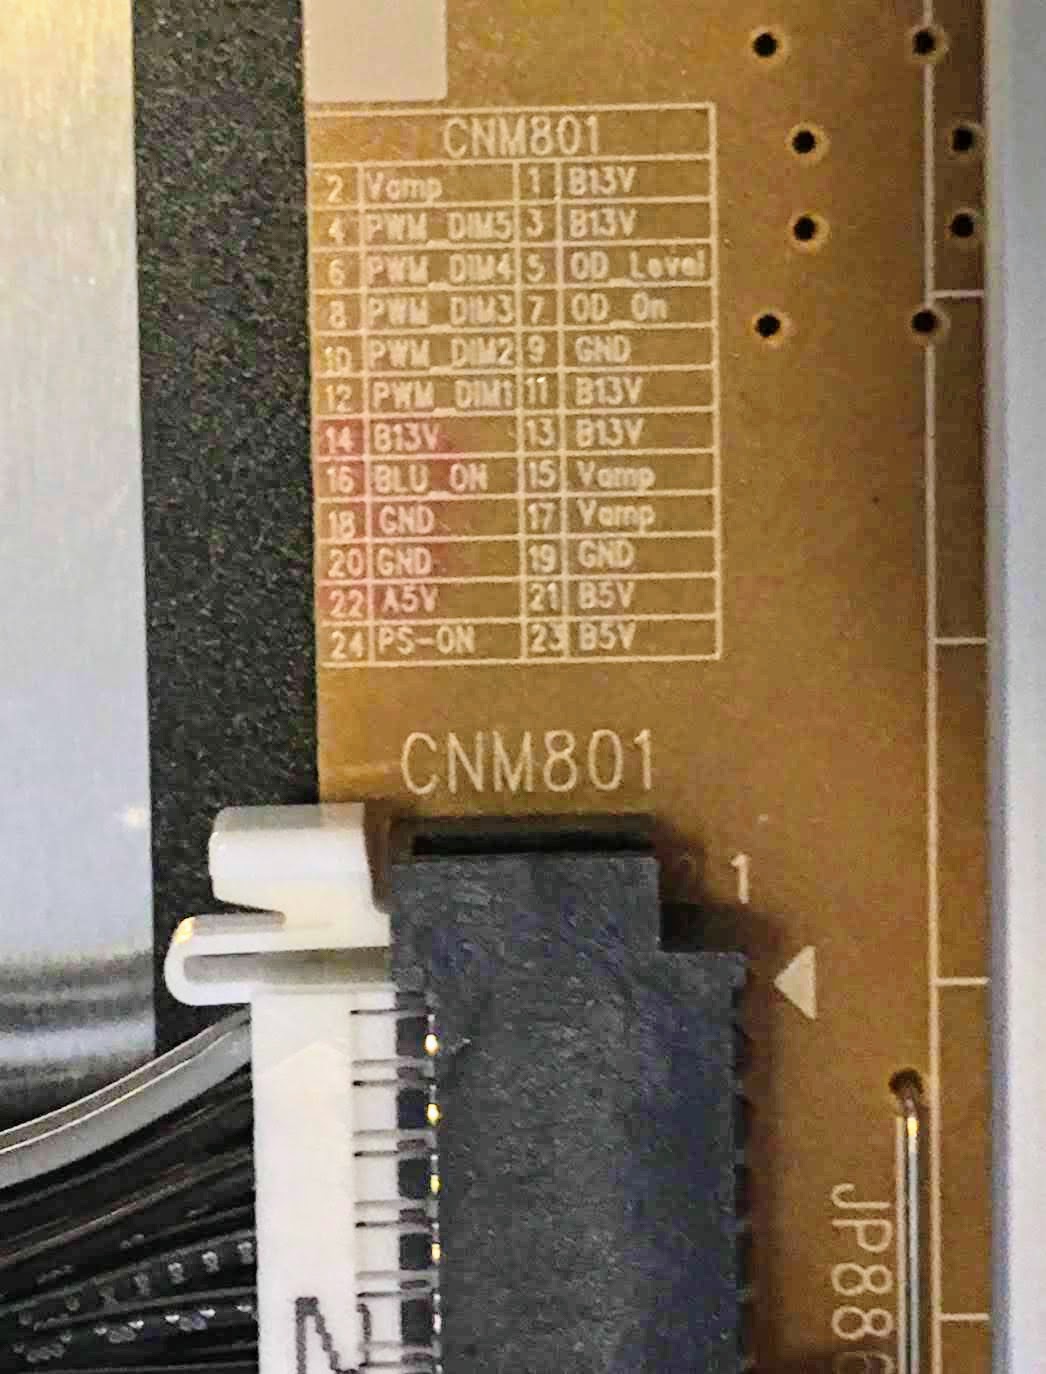 CNM801
2 Vamp 1 B13V
4 PWM_DIM5 3 B13V
6 PWM_DIM4 5 OD_Level
8 PWM_DIM3 7 OD_On
10 PWM_DIM2 9 GND
12 PWM_DIM1 11 B13V
14 B13V 13 B13V
16 BLU_ON 15 Vamp
18 GND 17 Vamp
20 GND 19 GND
22 A5V 21 B5V
24 PS-ON 23 B5V
CNM801
2 1
JP886
N